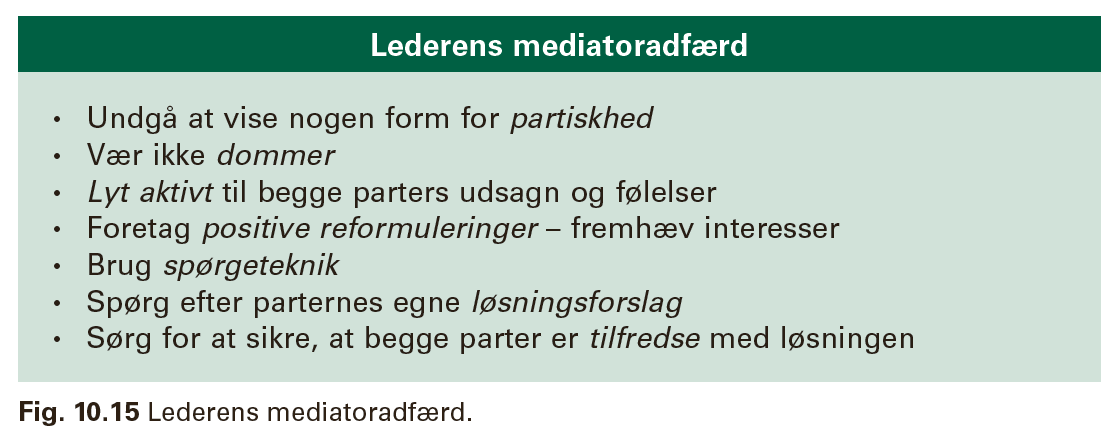 Lederens mediatoradfærd
• Undgå at vise nogen form for partiskhed
• Vær ikke dommer
• Lyt aktivt til begge parters udsagn og følelser
• Foretag positive reformuleringer – fremhæv interesser
• Brug spørgeteknik
• Spørg efter parternes egne løsningsforslag
• Sørg for at sikre, at begge parter er tilfredse med løsningen
Fig. 10.15 Lederens mediatoradfærd.